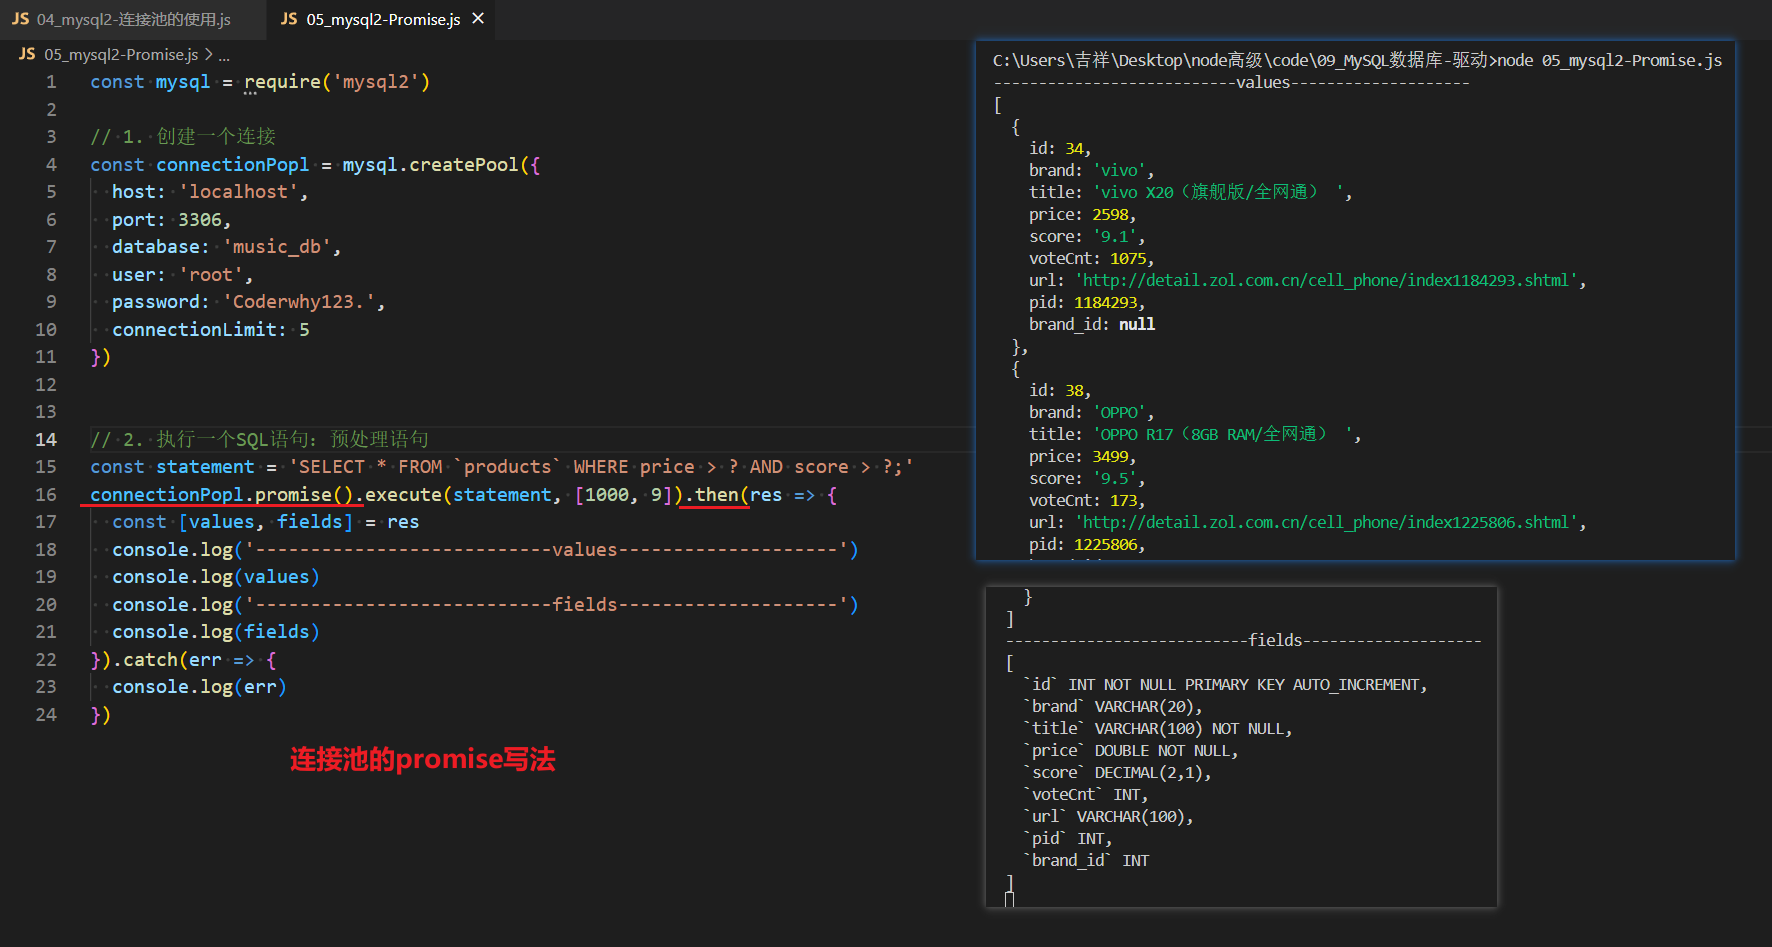 JS 04_mysql2-连接池的使用.js
JS 05_mysql2-Promise.js ×
JS 05_mysql2-Promise.js > ...
1 const mysql = require('mysql2')
2
3 // 1. 创建一个连接
4 const connectionPopl = mysql.createPool({
5 host: 'localhost',
6 port: 3306,
7 database: 'music_db',
8 user: 'root',
9 password: 'Coderwhy123.',
10 connectionLimit: 5
11 })
12
13
14 // 2. 执行一个SQL语句: 预处理语句
15 const statement = 'SELECT * FROM `products` WHERE price > ? AND score > ?;'
16 connectionPopl.promise().execute(statement, [1000, 9]).then(res => {
17 const [values, fields] = res
18 console.log('---------------------------values--------------------')
19 console.log(values)
20 console.log('---------------------------fields--------------------')
21 console.log(fields)
22 }).catch(err => {
23 console.log(err)
24 })
连接池的promise写法
C:\Users\吉祥\Desktop\node高级\code\09_MySQL数据库-驱动>node 05_mysql2-Promise.js
---------------------------values--------------------
[
{
id: 34,
brand: 'vivo',
title: 'vivo X20（旗舰版/全网通） ',
price: 2598,
score: '9.1',
voteCnt: 1075,
url: 'http://detail.zol.com.cn/cell_phone/index1184293.shtml',
pid: 1184293,
brand_id: null
},
{
id: 38,
brand: 'OPPO',
title: 'OPPO R17（8GB RAM/全网通） ',
price: 3499,
score: '9.5',
voteCnt: 173,
url: 'http://detail.zol.com.cn/cell_phone/index1225806.shtml',
pid: 1225806,
}
]
---------------------------fields--------------------
[
`id` INT NOT NULL PRIMARY KEY AUTO_INCREMENT,
`brand` VARCHAR(20),
`title` VARCHAR(100) NOT NULL,
`price` DOUBLE NOT NULL,
`score` DECIMAL(2,1),
`voteCnt` INT,
`url` VARCHAR(100),
`pid` INT,
`brand_id` INT
]